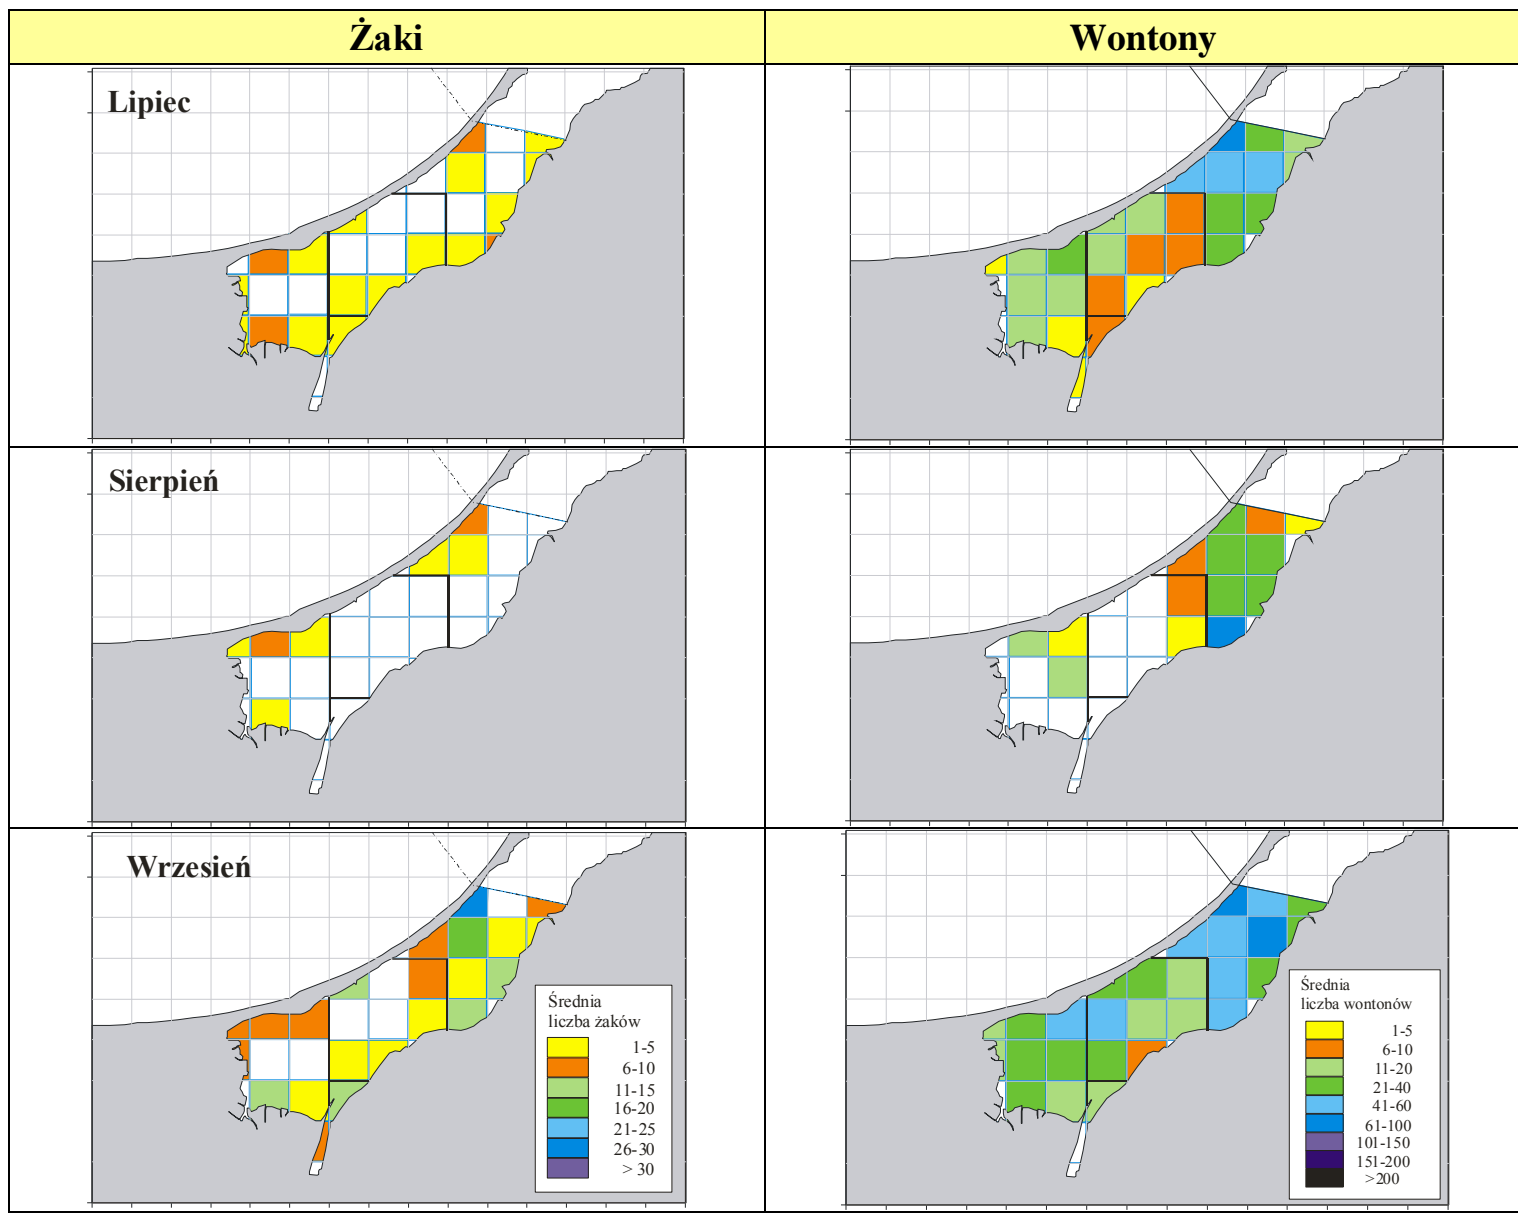 Żaki
Wontony
Lipiec
Sierpień
Wrzesień
Średnia
liczba żaków
1-5
6-10
11-15
16-20
21-25
26-30
> 30
Średnia
liczba wontonów
1-5
6-10
11-20
21-40
41-60
61-100
101-150
151-200
>200